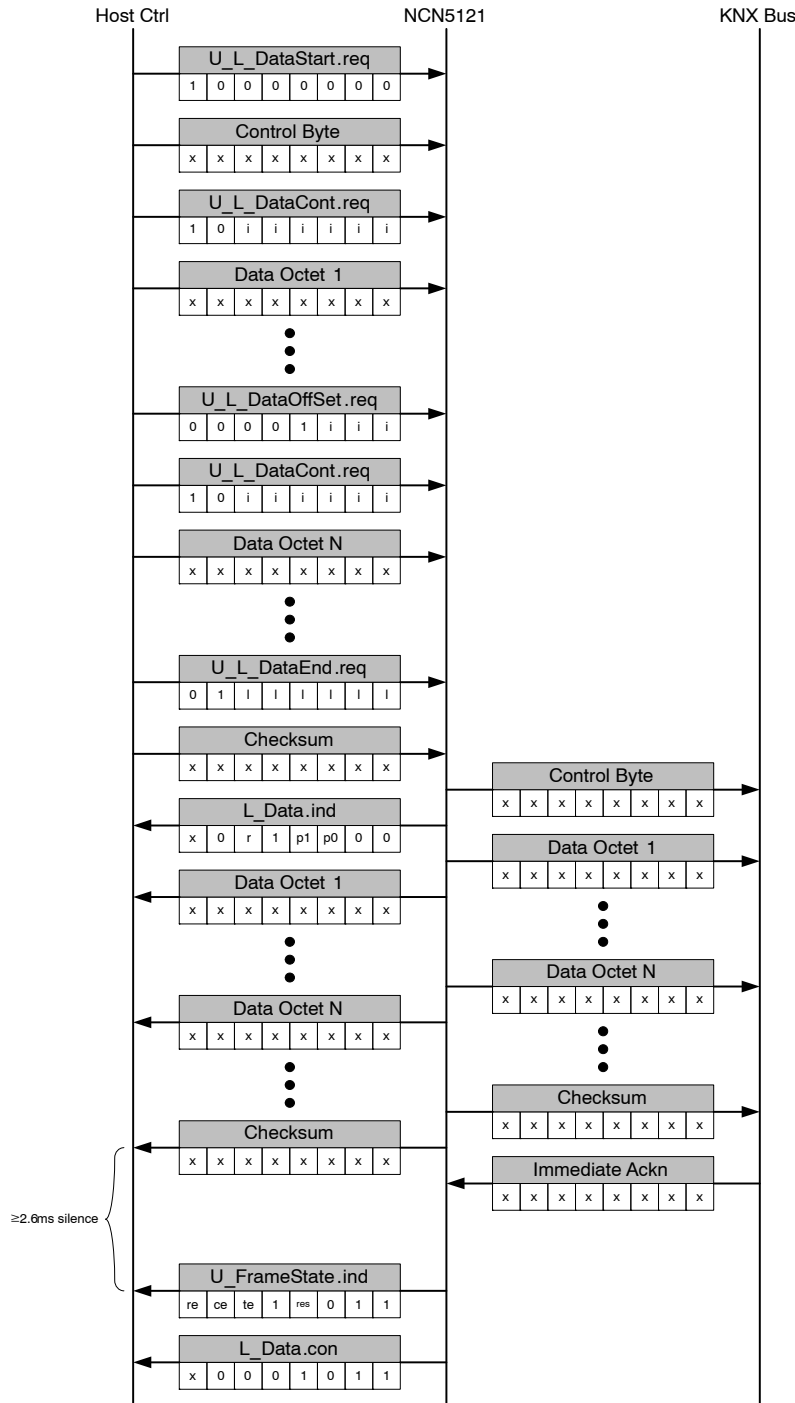 Host Ctrl NCN5121 KNX Bus
U_L_DataStart.req
1 0 0 0 0 0 0 0
Control Byte
x x x x x x x x
U_L_DataCont.req
1 0 i i i i i i
Data Octet 1
x x x x x x x x
U_L_DataOffSet.req
0 0 0 0 1 i i i
U_L_DataCont.req
1 0 i i i i i i
Data Octet N
x x x x x x x x
U_L_DataEnd.req
0 1 l l l l l l
Checksum
x x x x x x x x
Control Byte
x x x x x x x x
L_Data.ind
x 0 r 1 p1 p0 0 0
Data Octet 1
x x x x x x x x
Data Octet 1
x x x x x x x x
Data Octet N
x x x x x x x x
Data Octet N
x x x x x x x x
Checksum
x x x x x x x x
Checksum
x x x x x x x x
Immediate Ackn
x x x x x x x x
≥2.6ms silence
U_FrameState.ind
re ce te 1 res 0 1 1
L_Data.con
x 0 0 0 1 0 1 1